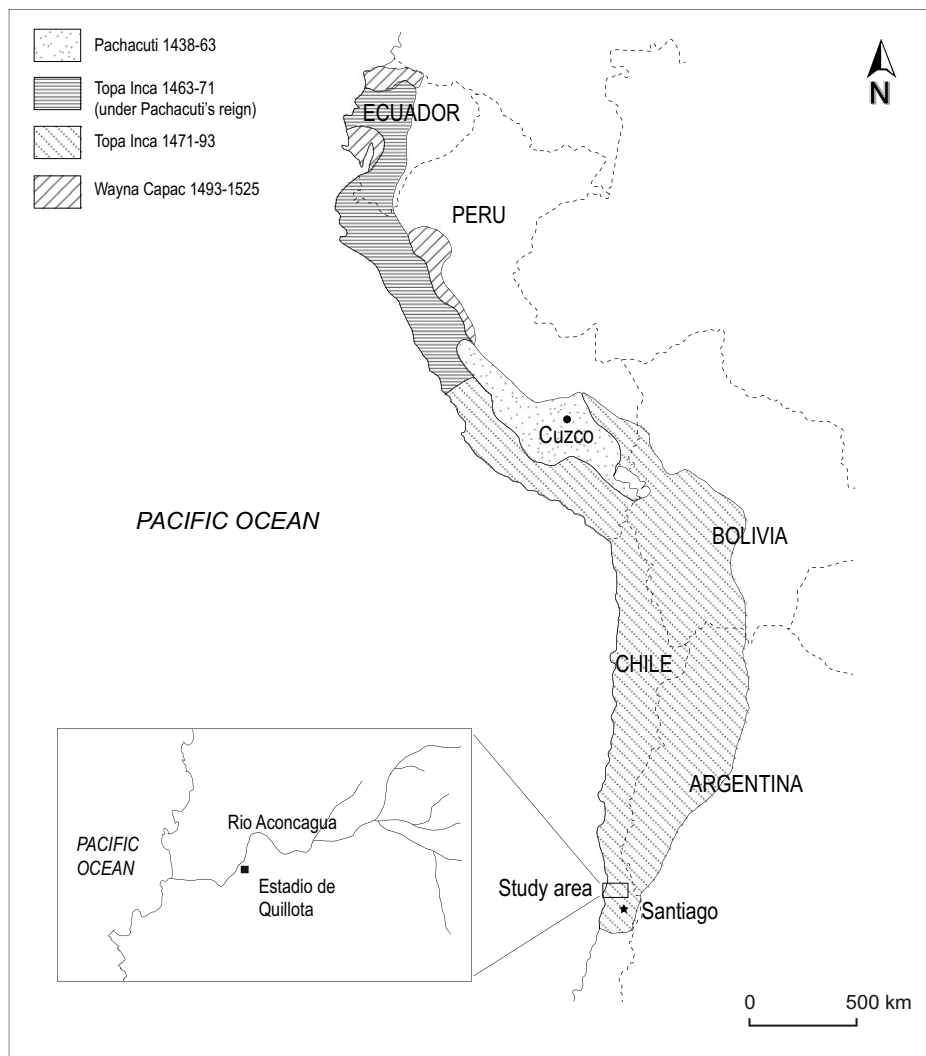 Pachacuti 1438-63
Topa Inca 1463-71
(under Pachacuti's reign)
Topa Inca 1471-93
Wayna Capac 1493-1525
N
ECUADOR
PERU
Cuzco
PACIFIC OCEAN
BOLIVIA
CHILE
ARGENTINA
Rio Aconcagua
PACIFIC
OCEAN
Estadio de
Quillota
Study area
Santiago
0
500 km